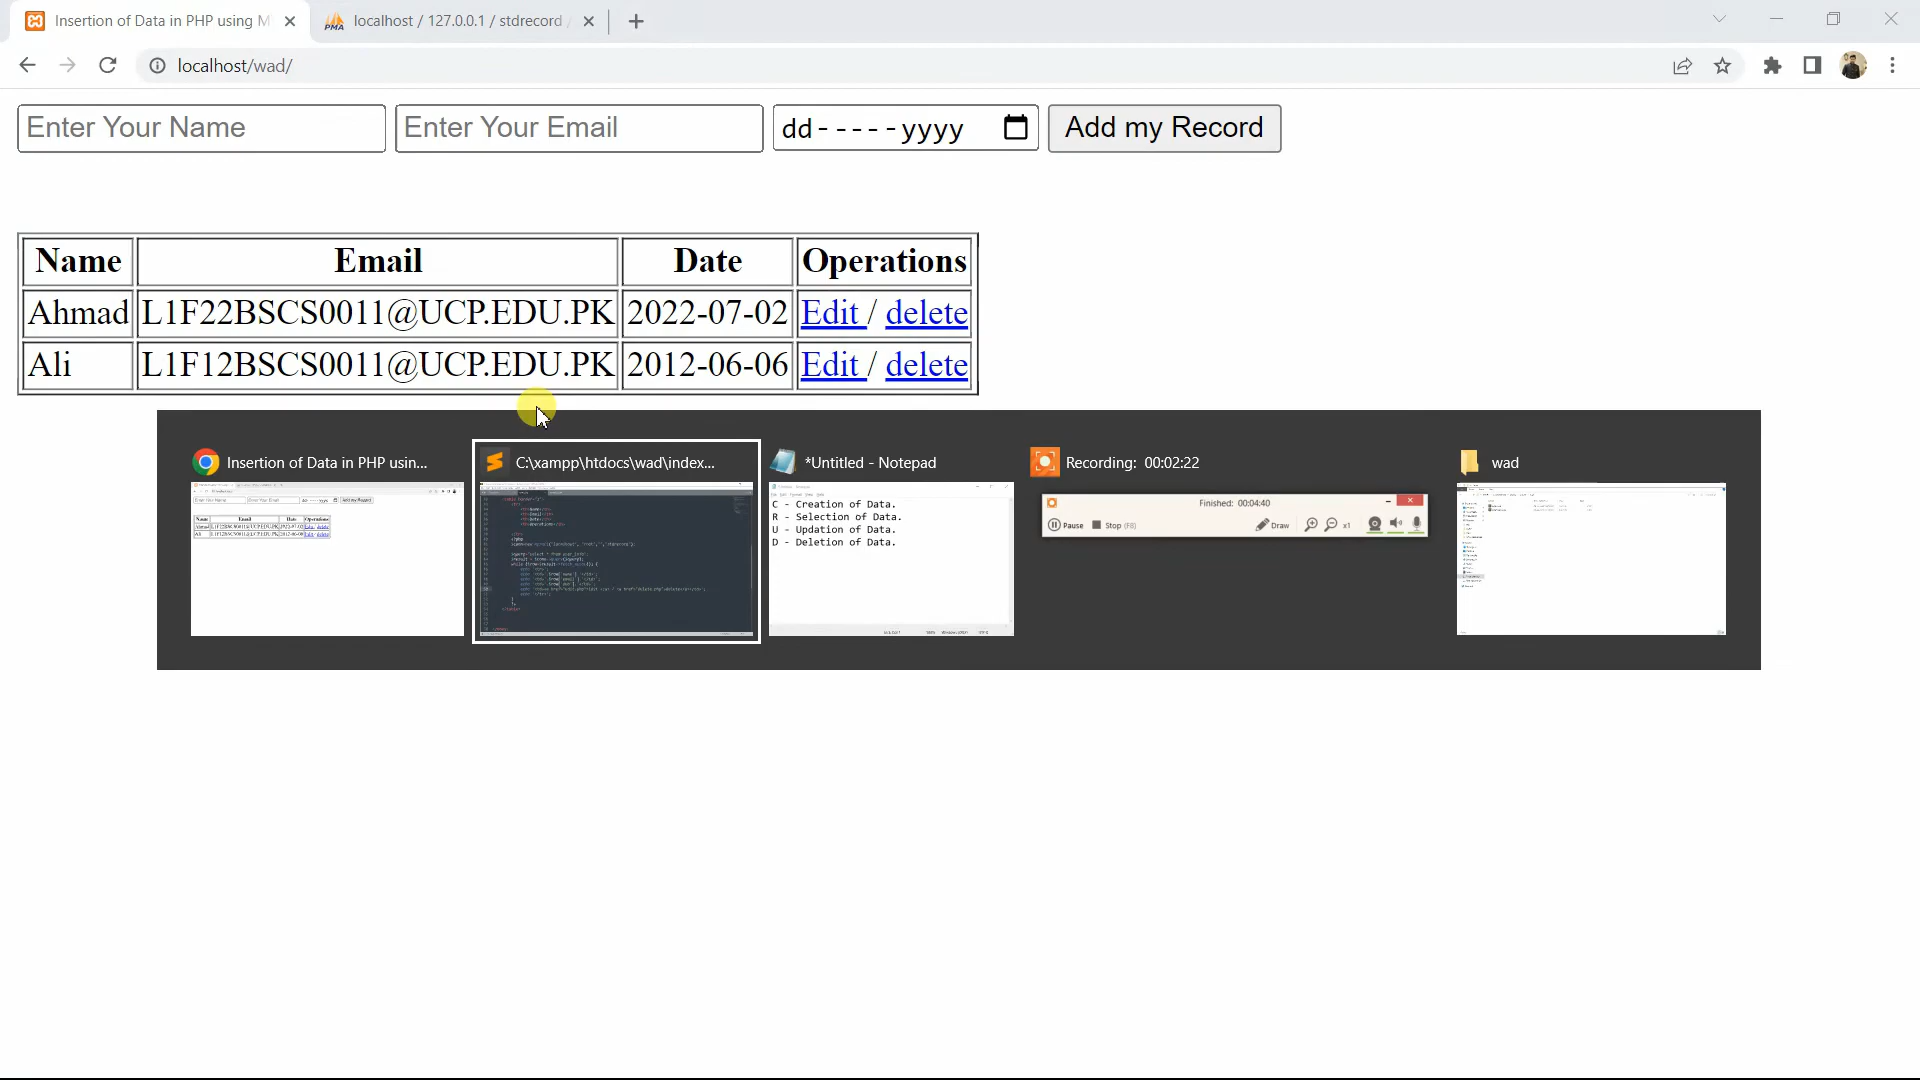 Insertion of Data in PHP using M
localhost / 127.0.0.1 / stdrecord
localhost/wad/
Enter Your Name
Enter Your Email
dd-----yyyy
Add my Record
Name Email Date Operations
Ahmad L1F22BSCS0011@UCP.EDU.PK 2022-07-02 Edit / delete
Ali L1F12BSCS0011@UCP.EDU.PK 2012-06-06 Edit / delete
Insertion of Data in PHP usin...
C:\xampp\htdocs\wad\index...
*Untitled - Notepad
Recording: 00:02:22
wad
C - Creation of Data.
R - Selection of Data.
U - Updation of Data.
D - Deletion of Data.
Finished: 00:04:40
Pause
Stop (F8)
Draw
x1